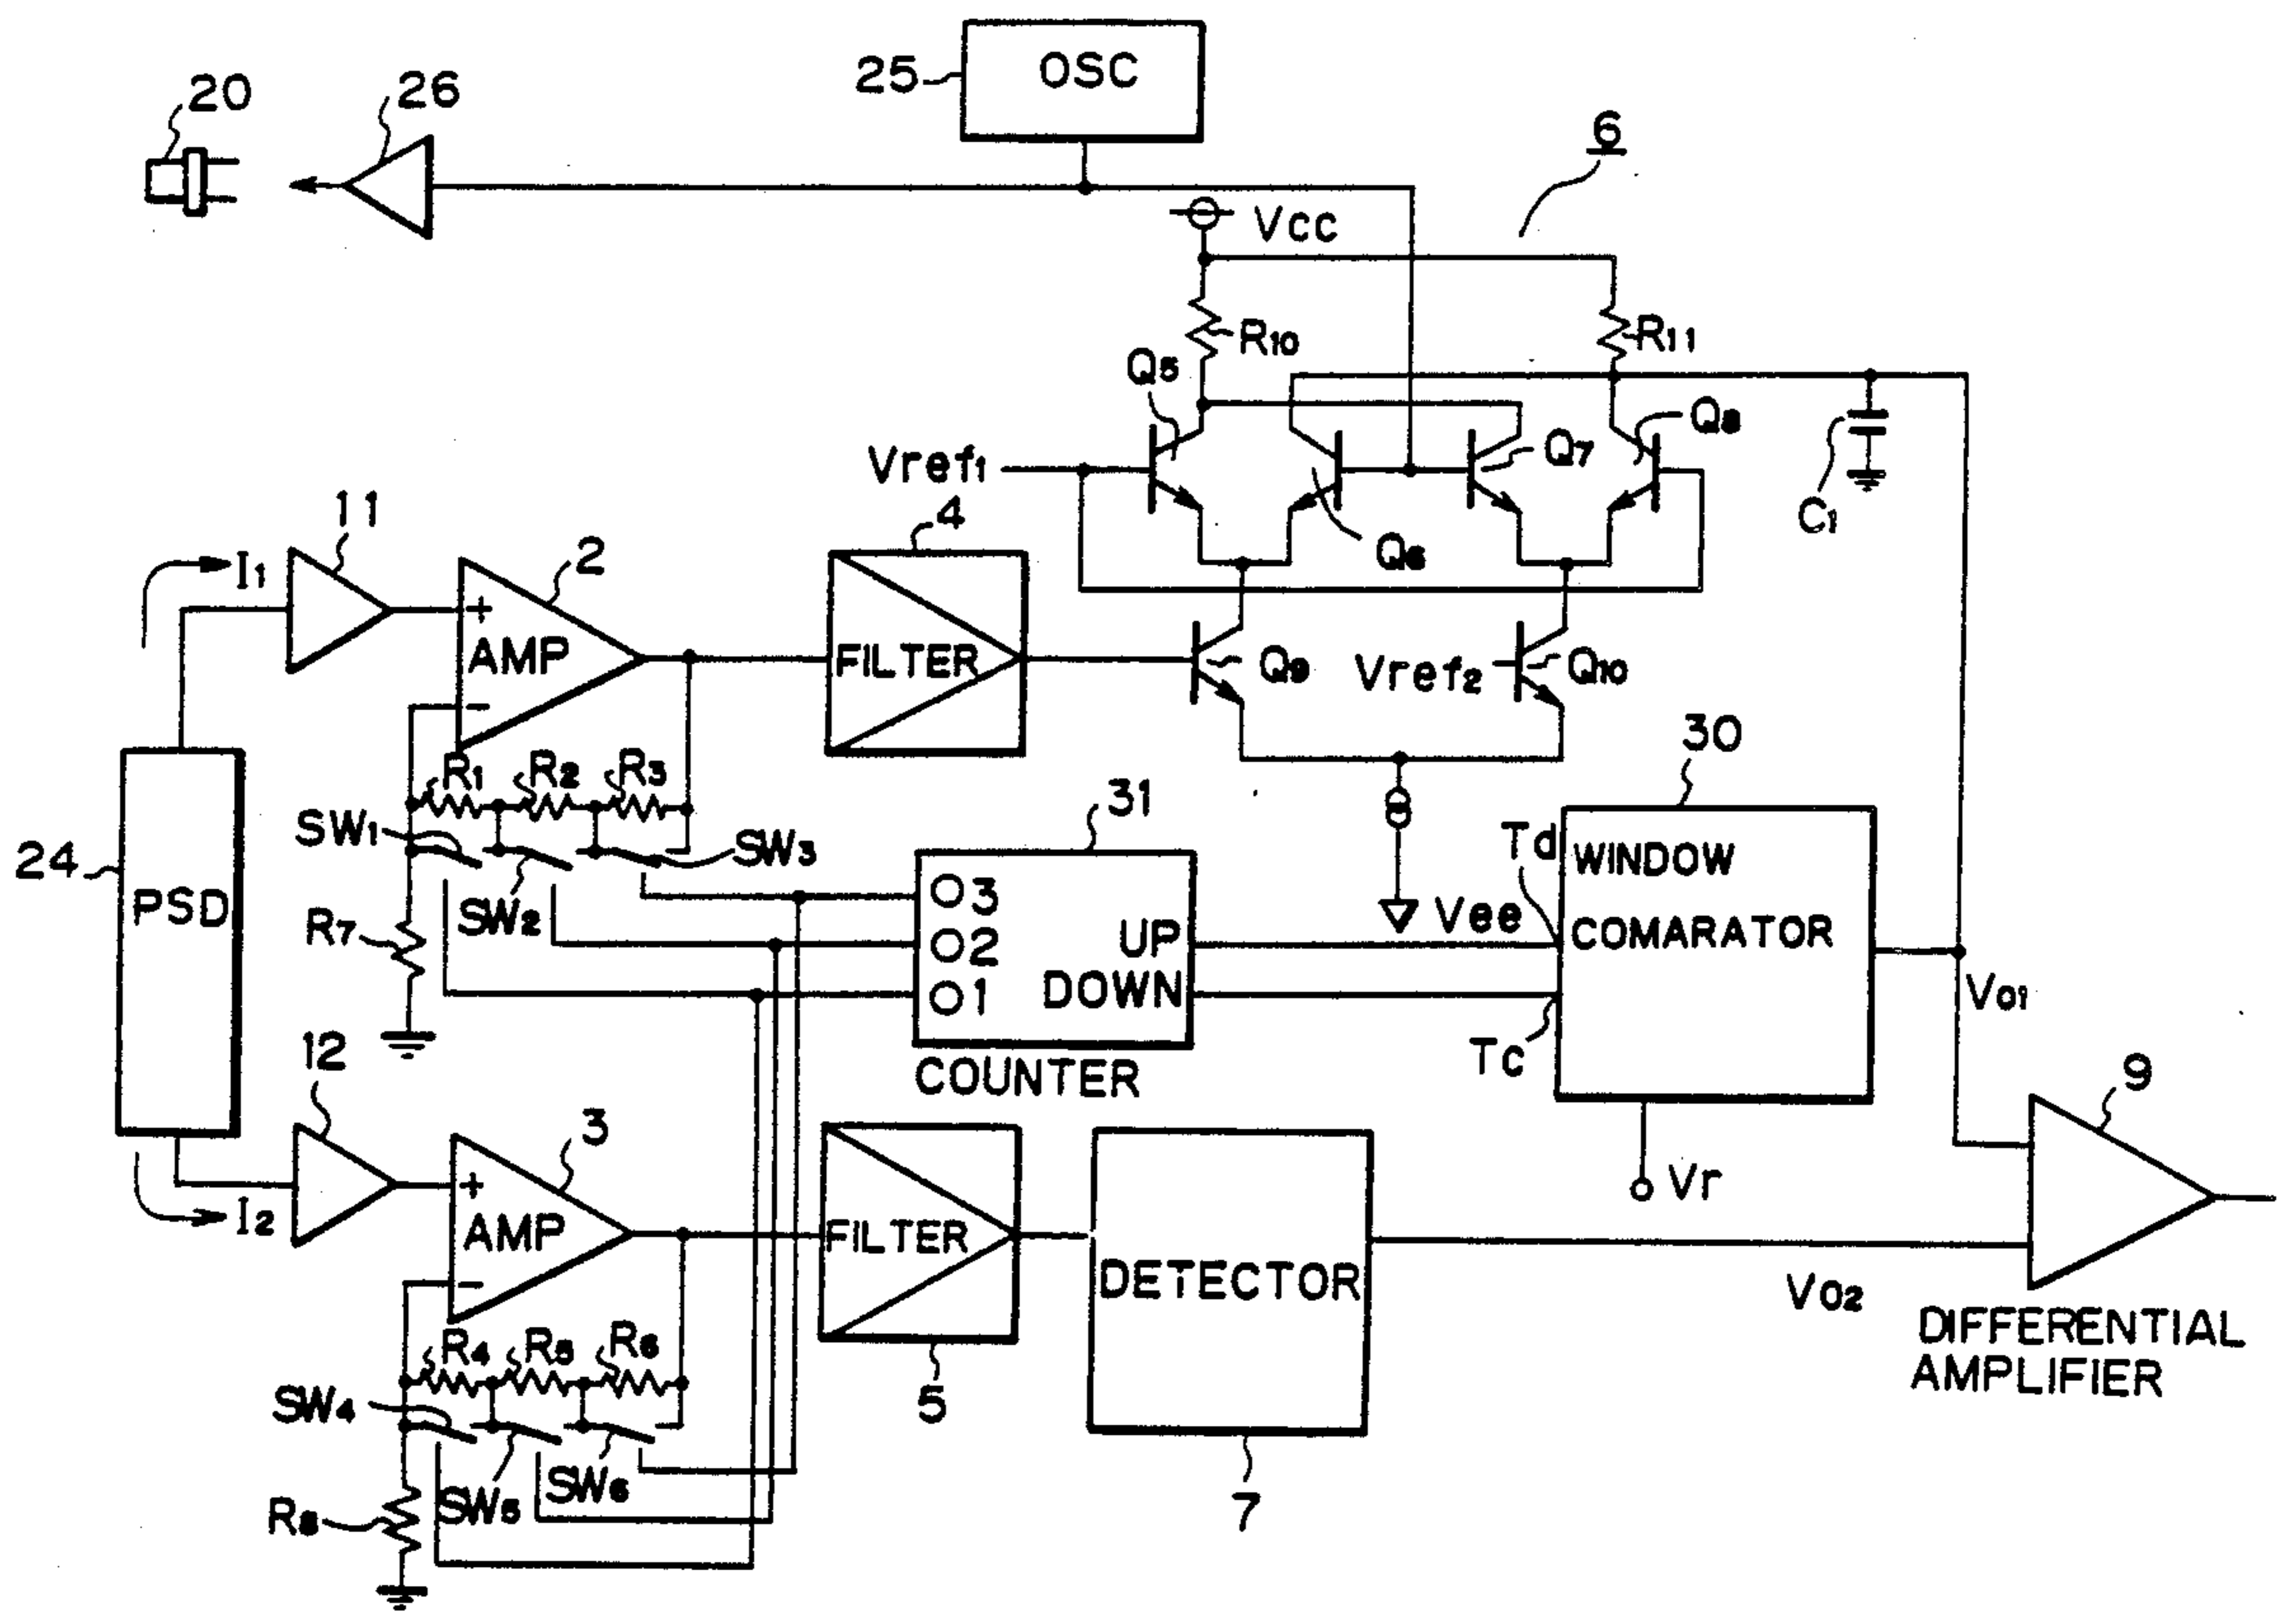 OSC
25
20
26
6
Vcc
R10
R11
Q5
Q8
Q7
Vref1
C1
Q6
11
4
I1
2
+
AMP
FILTER
Q9
Vref2
Q10
−
30
R1
R2
R3
31
SW1
SW3
Td
WINDOW
24
PSD
3
SW2
Vee
R7
2
UP
COMARATOR
1
DOWN
Vo1
Tc
12
COUNTER
9
3
+
Vr
I2
AMP
FILTER
DETECTOR
−
Vo2
DIFFERENTIAL
AMPLIFIER
R4
R5
R6
5
SW4
SW6
SW5
R8
7